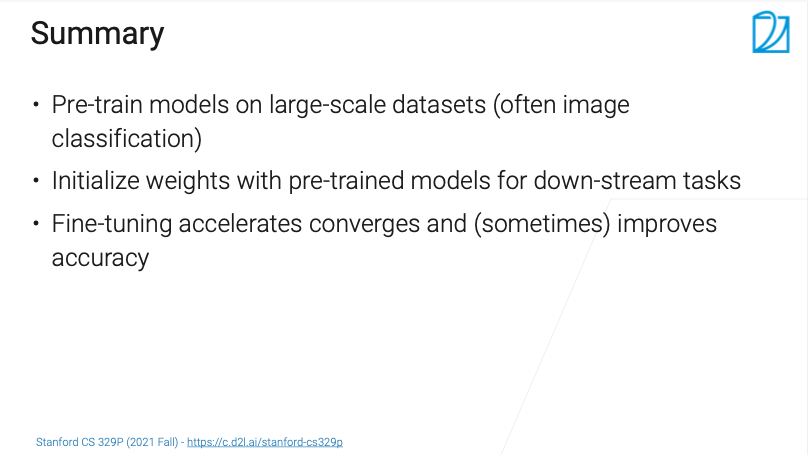 Summary
• Pre-train models on large-scale datasets (often image
classification)
• Initialize weights with pre-trained models for down-stream tasks
• Fine-tuning accelerates converges and (sometimes) improves
accuracy
Stanford CS 329P (2021 Fall) - https://c.d2l.ai/stanford-cs329p